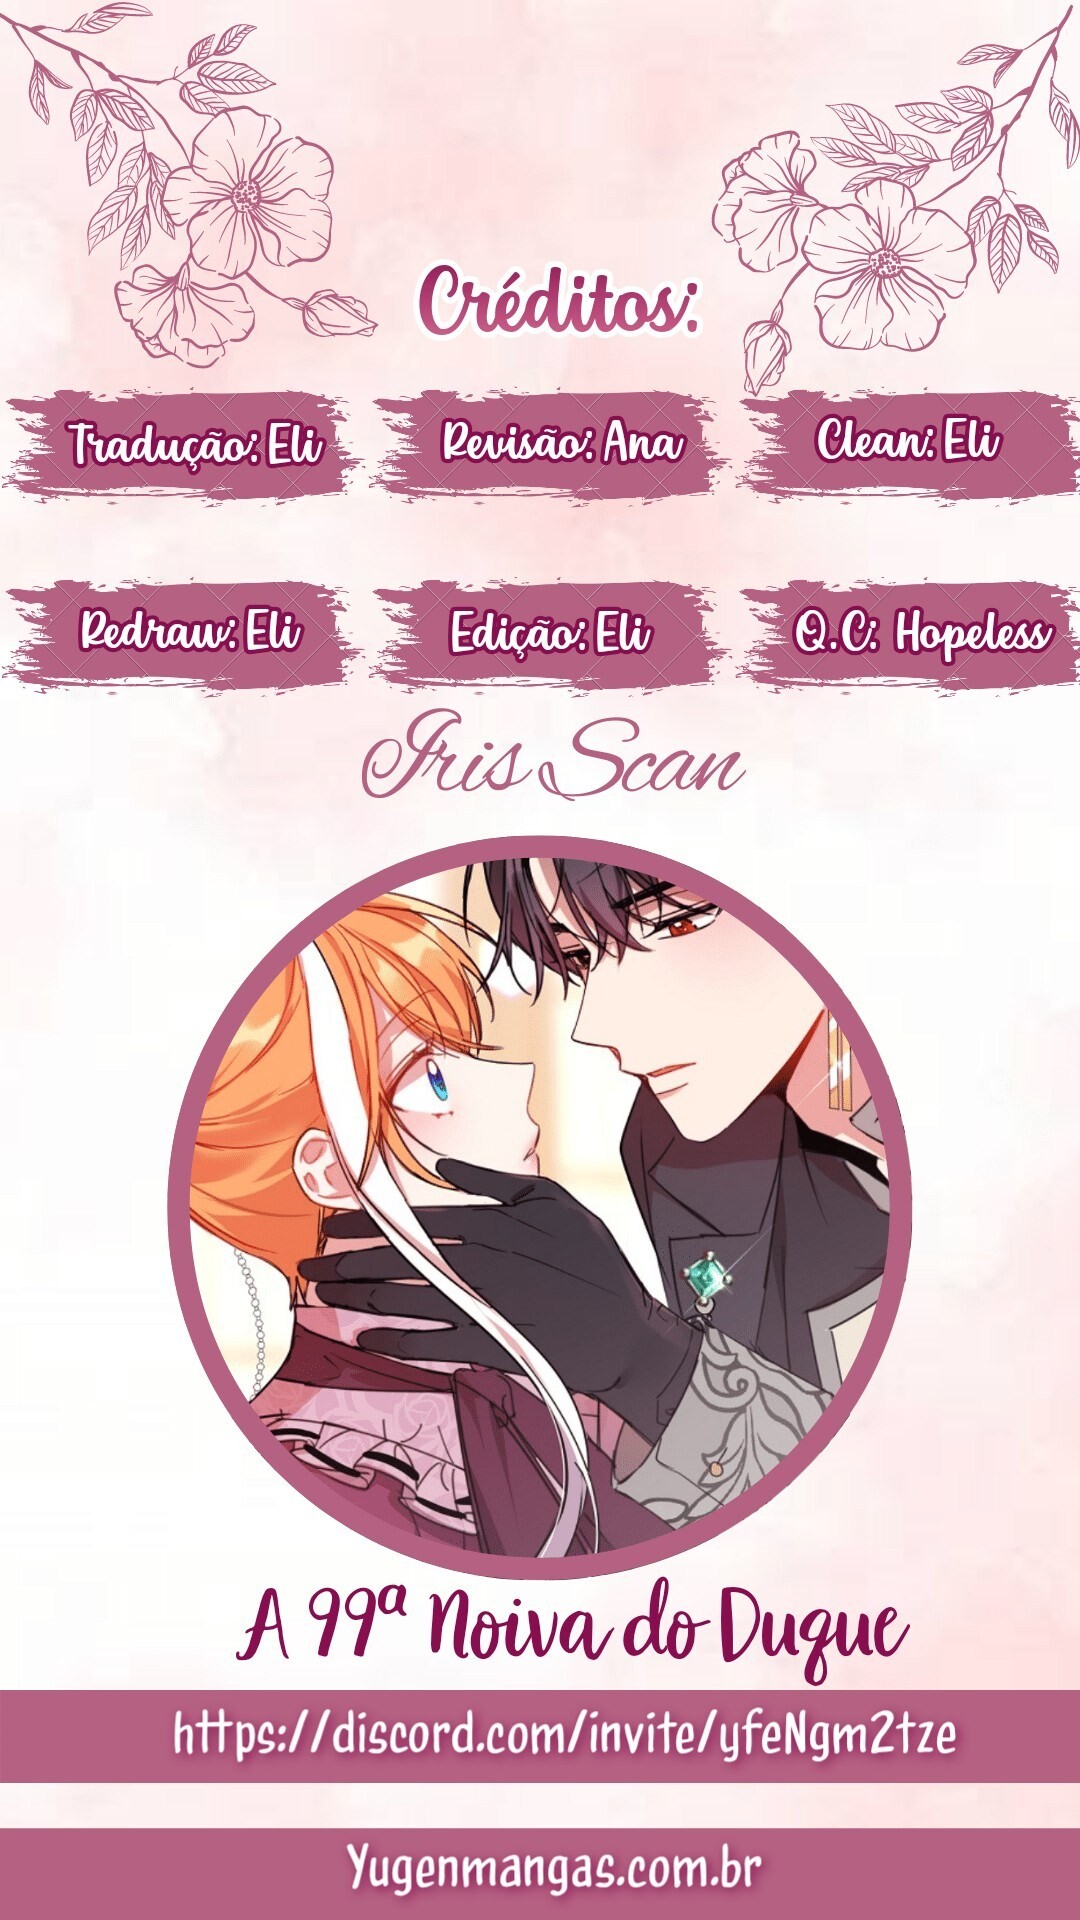 Créditos:
Tradução: Eli
Revisão: Ana
Clean: Eli
Redraw: Eli
Edição: Eli
Q.C: Hopeless
Iris Scan
A 99ª Noiva do Duque
https://discord.com/invite/yfeNgm2tze
Yugenmangas.com.br